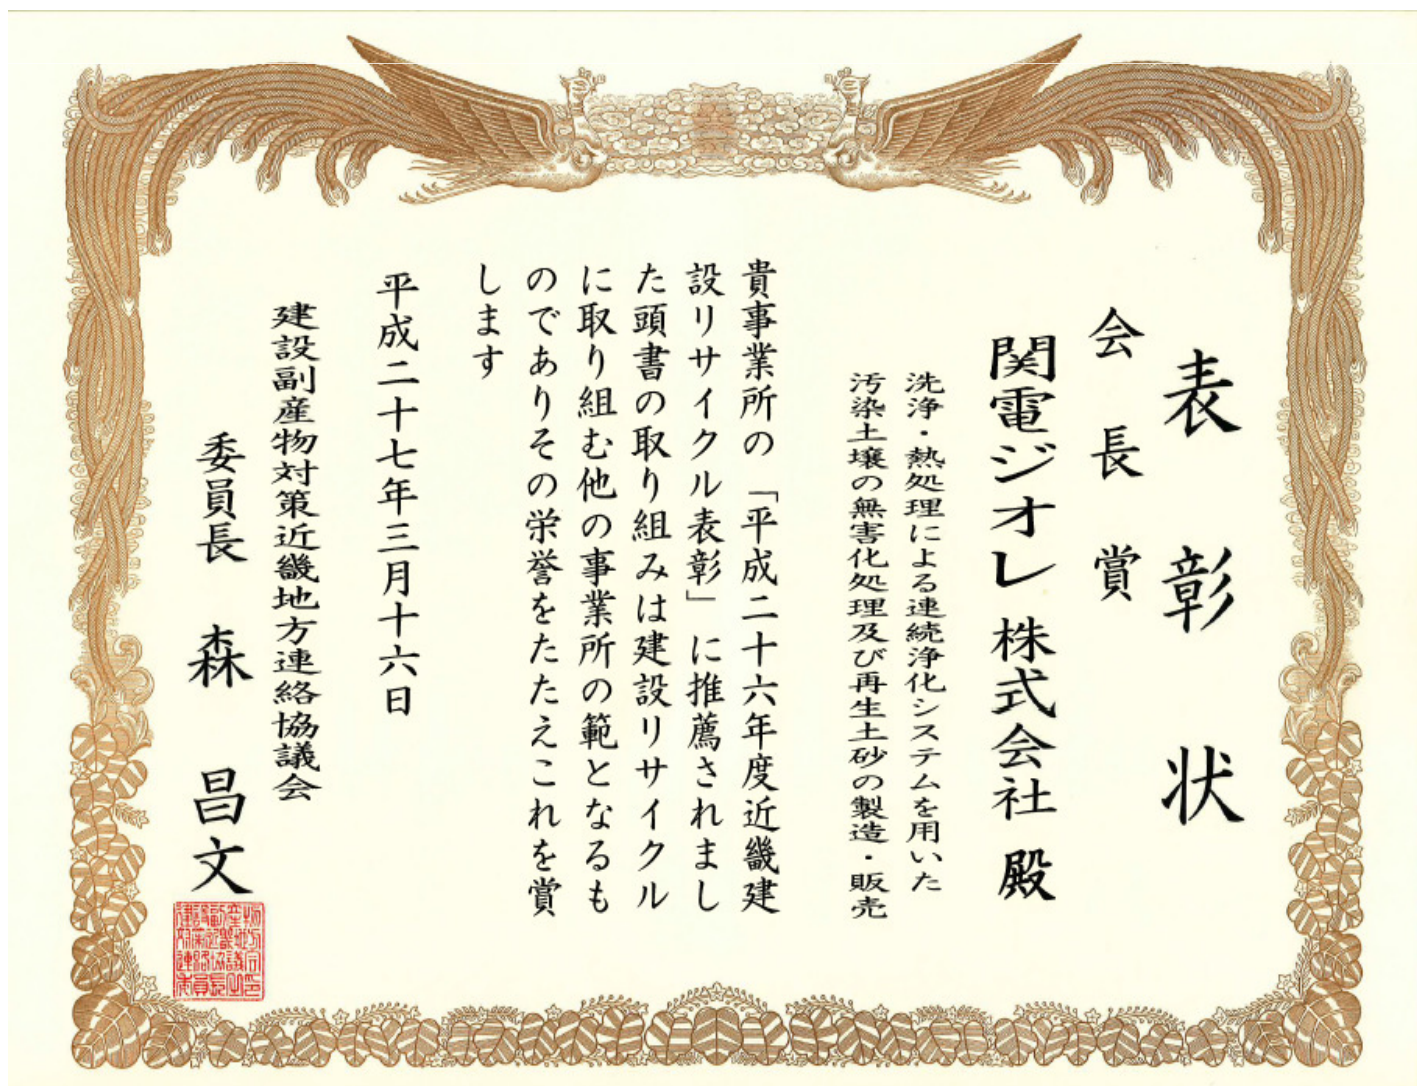 表彰状
会長賞
関電ジオレ株式会社 殿
洗浄・熱処理による連続浄化システムを用いた
汚染土壌の無害化処理及び再生土砂の製造・販売
貴事業所の「平成二十六年度近畿建
設リサイクル表彰」に推薦されまし
た頭書の取り組みは建設リサイクル
に取り組む他の事業所の範となるも
のでありその栄誉をたたえこれを賞
します
平成二十七年三月十六日
建設副産物対策近畿地方連絡協議会
委員長 森 昌文